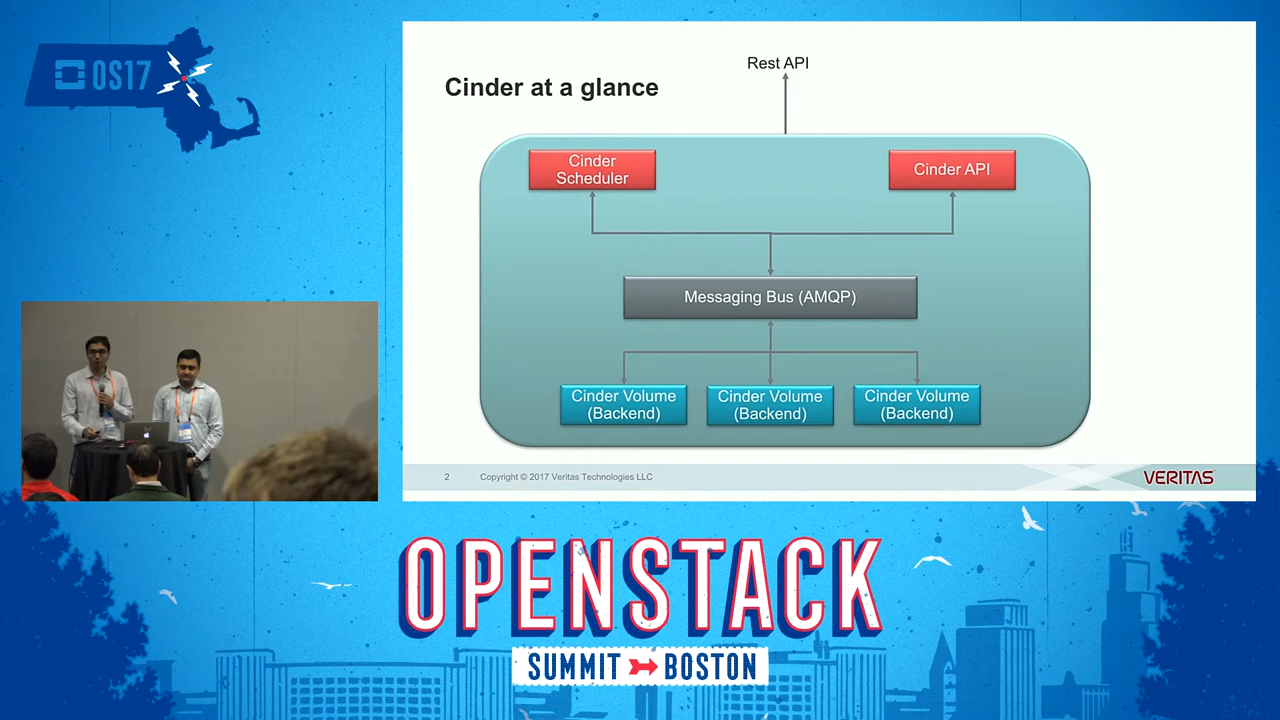 OS17
Rest API
Cinder at a glance
Cinder
Scheduler
Cinder API
Messaging Bus (AMQP)
Cinder Volume
(Backend)
Cinder Volume
(Backend)
Cinder Volume
(Backend)
2
Copyright © 2017 Veritas Technologies LLC
VERITAS
OPENSTACK
SUMMIT BOSTON